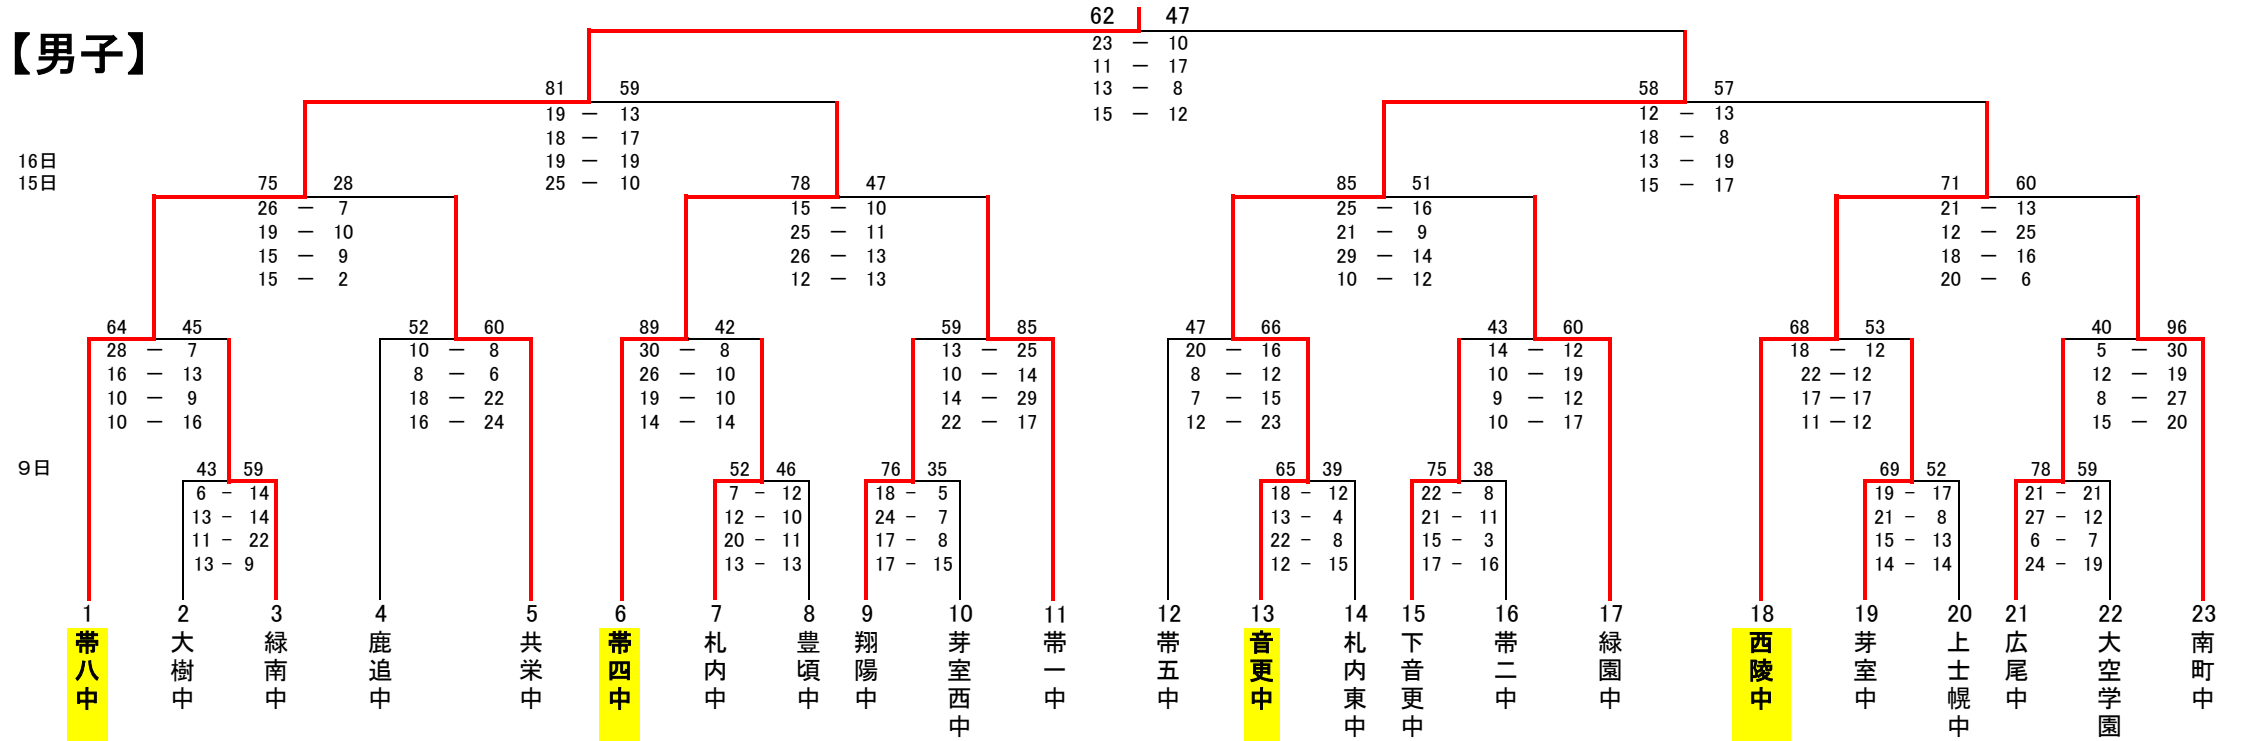 【男子】
62 47
23 － 10
11 － 17
13 － 8
15 － 12
81 59
19 － 13
18 － 17
19 － 19
25 － 10
58 57
12 － 13
18 － 8
13 － 19
15 － 17
16日
15日
75 28
26 － 7
19 － 10
15 － 9
15 － 2
78 47
15 － 10
25 － 11
26 － 13
12 － 13
85 51
25 － 16
21 － 9
29 － 14
10 － 12
71 60
21 － 13
12 － 25
18 － 16
20 － 6
64 45
28 － 7
16 － 13
10 － 9
10 － 16
52 60
10 － 8
8 － 6
18 － 22
16 － 24
89 42
30 － 8
26 － 10
19 － 10
14 － 14
59 85
13 － 25
10 － 14
14 － 29
22 － 17
47 66
20 － 16
8 － 12
7 － 15
12 － 23
43 60
14 － 12
10 － 19
9 － 12
10 － 17
68 53
18 － 12
22 － 12
17 － 17
11 － 12
40 96
5 － 30
12 － 19
8 － 27
15 － 20
９日
43 59
6 - 14
13 - 14
11 - 22
13 - 9
52 46
7 - 12
12 - 10
20 - 11
13 - 13
76 35
18 - 5
24 - 7
17 - 8
17 - 15
65 39
18 - 12
13 - 4
22 - 8
12 - 15
75 38
22 - 8
21 - 11
15 - 3
17 - 16
69 52
19 - 17
21 - 8
15 - 13
14 - 14
78 59
21 - 21
27 - 12
6 - 7
24 - 19
1 帯八中
2 大樹中
3 緑南中
4 鹿追中
5 共栄中
6 帯四中
7 札内中
8 豊頃中
9 翔陽中
10 芽室西中
11 帯一中
12 帯五中
13 音更中
14 札内東中
15 下音更中
16 帯二中
17 緑園中
18 西陵中
19 芽室中
20 上士幌中
21 広尾中
22 大空学園
23 南町中